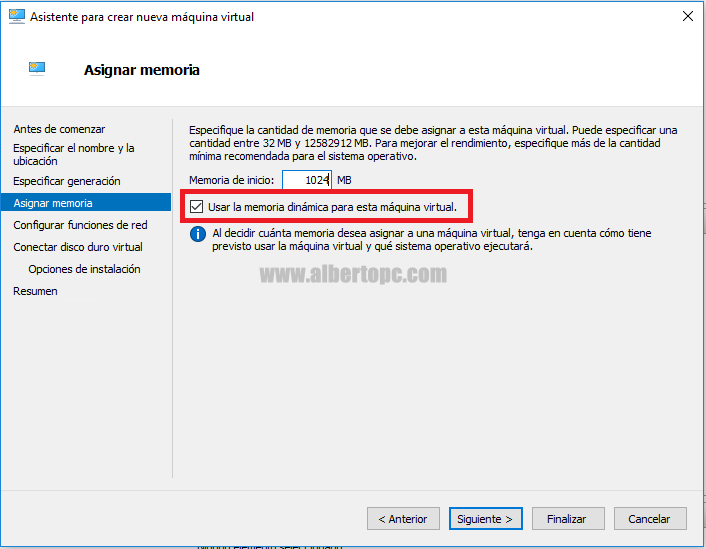 Asistente para crear nueva máquina virtual
Asignar memoria
Antes de comenzar
Especificar el nombre y la
ubicación
Especificar generación
Asignar memoria
Configurar funciones de red
Conectar disco duro virtual
Opciones de instalación
Resumen
Especifique la cantidad de memoria que se debe asignar a esta máquina virtual. Puede especificar una
cantidad entre 32 MB y 12582912 MB. Para mejorar el rendimiento, especifique más de la cantidad
mínima recomendada para el sistema operativo.
Memoria de inicio: 1024 MB
Usar la memoria dinámica para esta máquina virtual.
Al decidir cuánta memoria desea asignar a una máquina virtual, tenga en cuenta cómo tiene
previsto usar la máquina virtual y qué sistema operativo ejecutará.
www.albertopc.com
< Anterior
Siguiente >
Finalizar
Cancelar